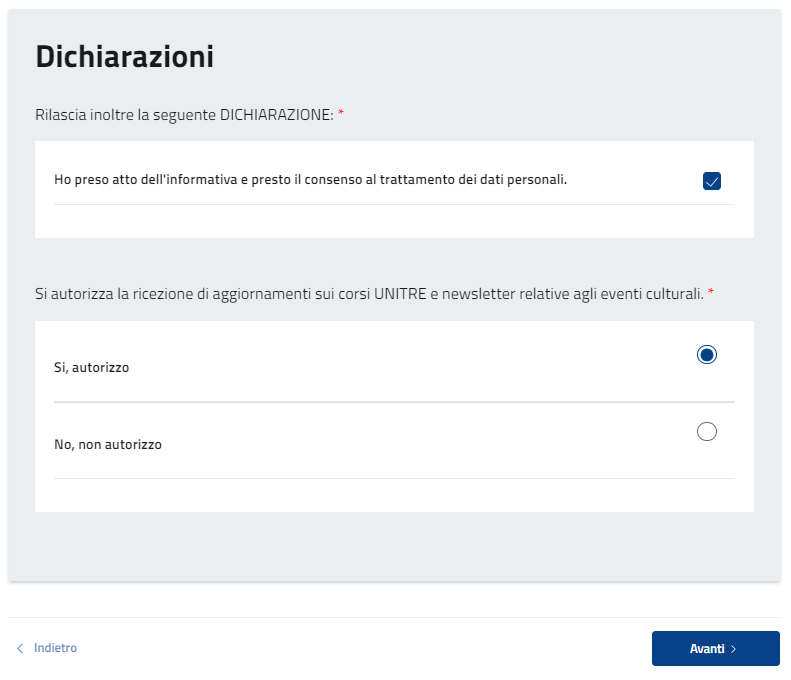 Dichiarazioni
Rilascia inoltre la seguente DICHIARAZIONE: *
Ho preso atto dell'informativa e presto il consenso al trattamento dei dati personali.
Si autorizza la ricezione di aggiornamenti sui corsi UNITRE e newsletter relative agli eventi culturali. *
Si, autorizzo
No, non autorizzo
Indietro
Avanti